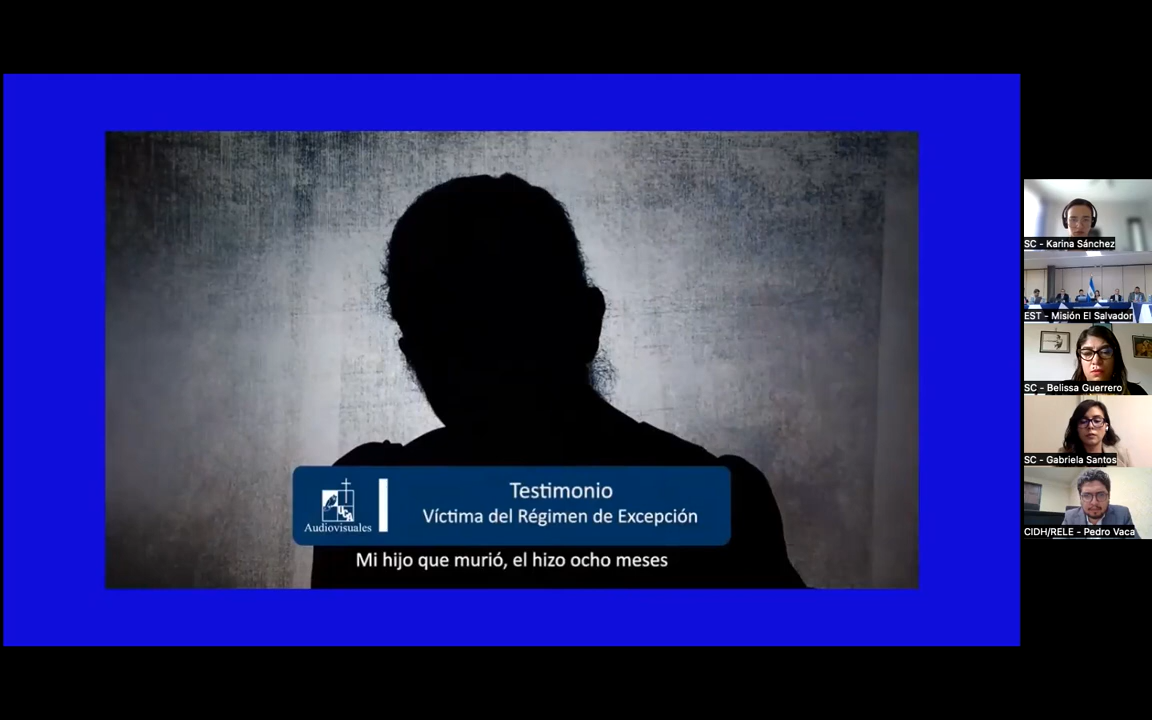 Testimonio
Víctima del Régimen de Excepción
UCA
Audiovisuales
Mi hijo que murió, el hizo ocho meses
SC - Karina Sánchez
EST - Misión El Salvador
SC - Belissa Guerrero
SC - Gabriela Santos
CIDH/RELE - Pedro Vaca